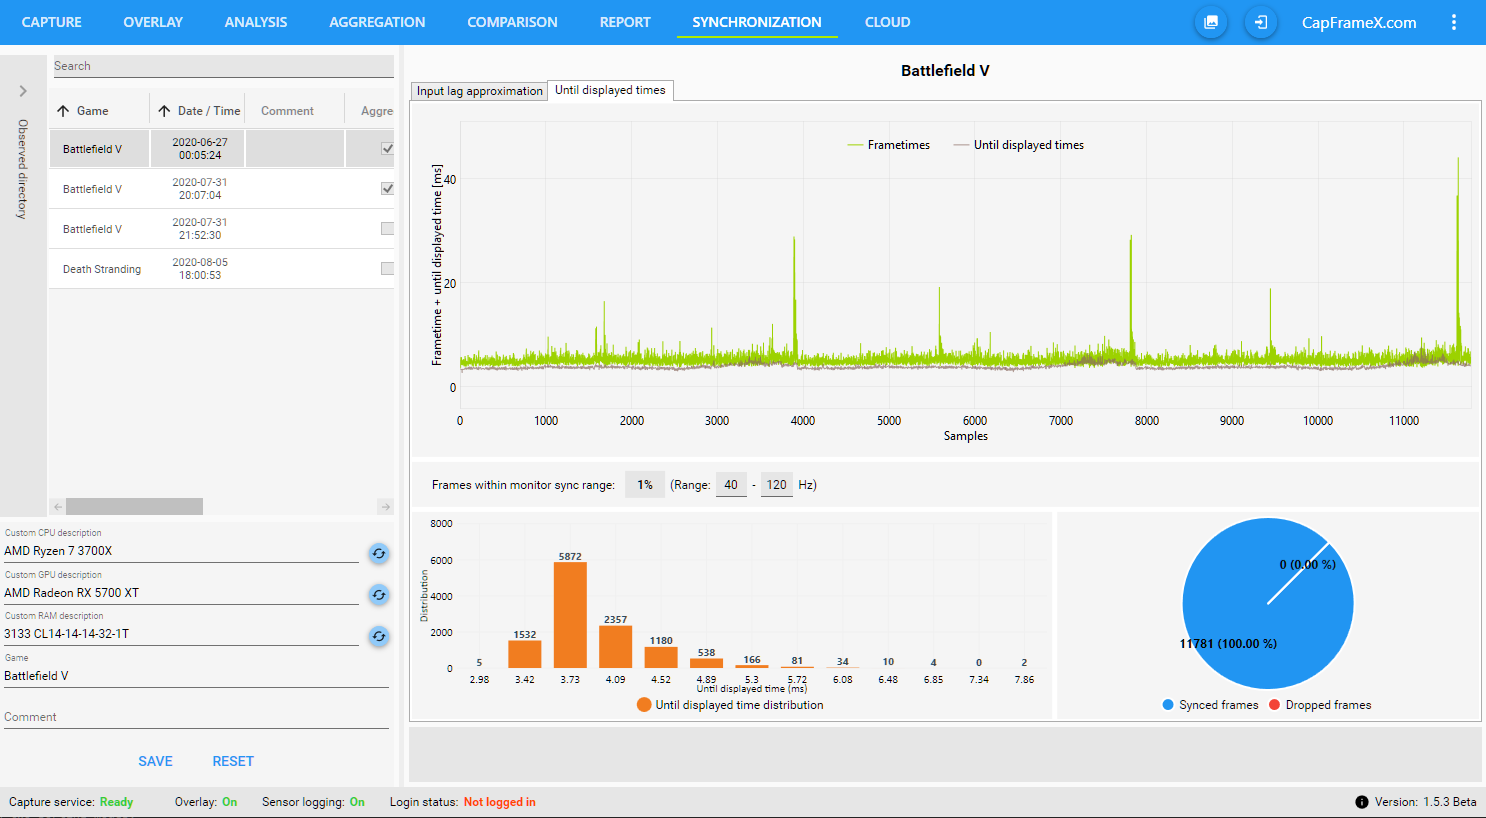 CAPTURE OVERLAY ANALYSIS AGGREGATION COMPARISON REPORT SYNCHRONIZATION CLOUD CapFrameX.com
Observed directory
Search
Game Date / Time Comment Aggre
Battlefield V 2020-06-27 00:05:24
Battlefield V 2020-07-31 20:07:04
Battlefield V 2020-07-31 21:52:30
Death Stranding 2020-08-05 18:00:53
Custom CPU description
AMD Ryzen 7 3700X
Custom GPU description
AMD Radeon RX 5700 XT
Custom RAM description
3133 CL14-14-14-32-1T
Game
Battlefield V
Comment
SAVE RESET
Battlefield V
Input lag approximation Until displayed times
Frametimes Until displayed times
Frametime + until displayed time [ms]
40
20
0
0 1000 2000 3000 4000 5000 6000 7000 8000 9000 10000 11000
Samples
Frames within monitor sync range: 1% (Range: 40 - 120 Hz)
Distribution
8000
6000
4000
2000
0
5 1532 5872 2357 1180 538 166 81 34 10 4 0 2
2.98 3.42 3.73 4.09 4.52 4.89 5.3 5.72 6.08 6.48 6.85 7.34 7.86
Until displayed time (ms)
Until displayed time distribution
0 (0.00 %)
11781 (100.00 %)
Synced frames Dropped frames
Capture service: Ready Overlay: On Sensor logging: On Login status: Not logged in Version: 1.5.3 Beta